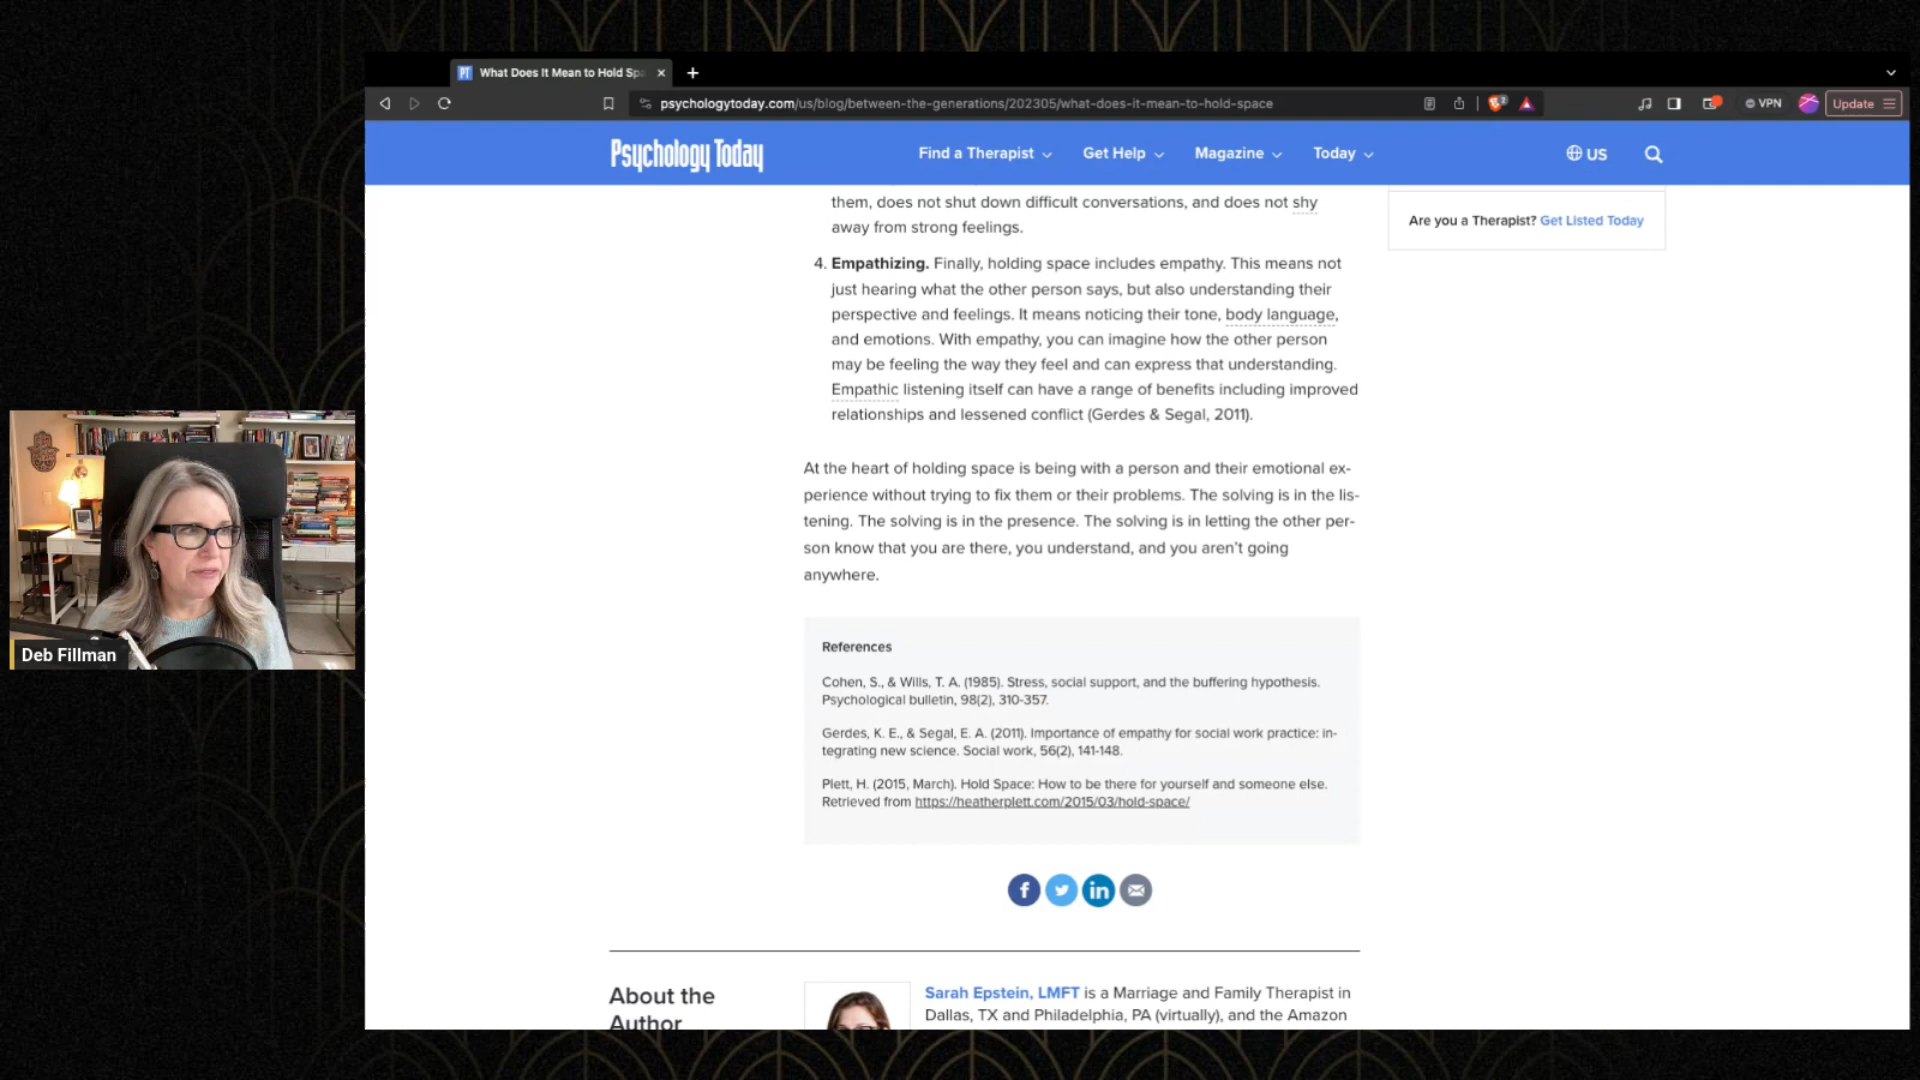 What Does It Mean to Hold Sp
psychologytoday.com/us/blog/between-the-generations/202305/what-does-it-mean-to-hold-space
2
VPN
Update
Psychology Today
Find a Therapist
Get Help
Magazine
Today
US
them, does not shut down difficult conversations, and does not shy
away from strong feelings.
Are you a Therapist? Get Listed Today
4. Empathizing. Finally, holding space includes empathy. This means not
just hearing what the other person says, but also understanding their
perspective and feelings. It means noticing their tone, body language,
and emotions. With empathy, you can imagine how the other person
may be feeling the way they feel and can express that understanding.
Empathic listening itself can have a range of benefits including improved
relationships and lessened conflict (Gerdes & Segal, 2011).
At the heart of holding space is being with a person and their emotional ex-
perience without trying to fix them or their problems. The solving is in the lis-
tening. The solving is in the presence. The solving is in letting the other per-
son know that you are there, you understand, and you aren't going
anywhere.
References
Cohen, S., & Wills, T. A. (1985). Stress, social support, and the buffering hypothesis.
Psychological bulletin, 98(2), 310-357.
Gerdes, K. E., & Segal, E. A. (2011). Importance of empathy for social work practice: in-
tegrating new science. Social work, 56(2), 141-148.
Plett, H. (2015, March). Hold Space: How to be there for yourself and someone else.
Retrieved from https://heatherplett.com/2015/03/hold-space/
About the
Author
Sarah Epstein, LMFT is a Marriage and Family Therapist in
Dallas, TX and Philadelphia, PA (virtually), and the Amazon
Deb Fillman